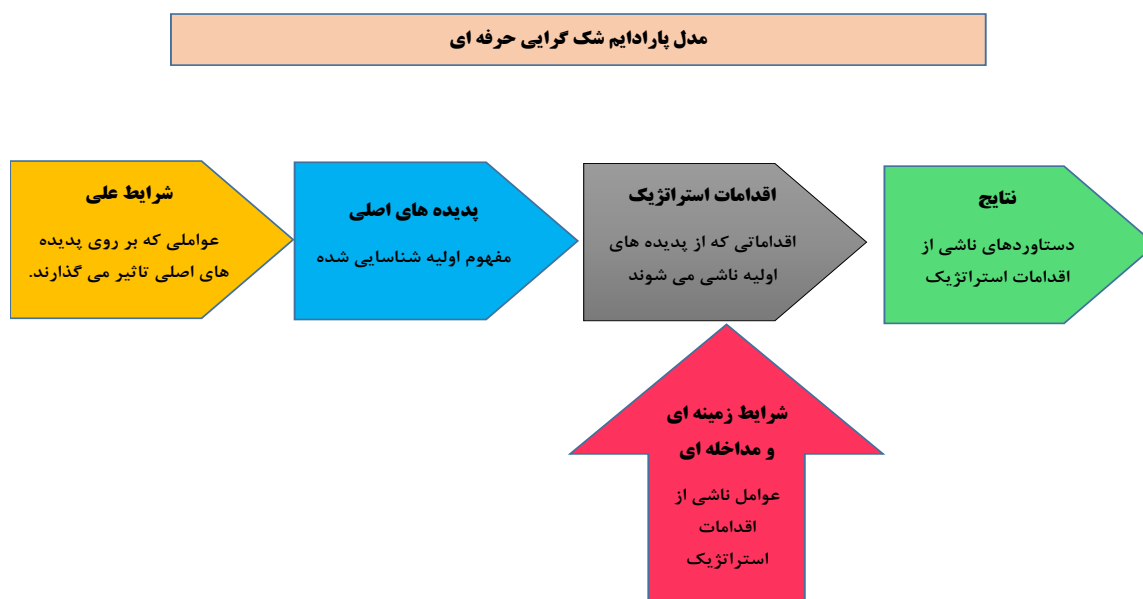 مدل پارادایم شک گرایی حرفه ای
شرایط علی
عواملی که بر روی پدیده
های اصلی تاثیر می گذارند.
پدیده های اصلی
مفهوم اولیه شناسایی شده
اقدامات استراتژیک
اقداماتی که از پدیده های
اولیه ناشی می شوند
نتایج
دستاوردهای ناشی از
اقدامات استراتژیک
شرایط زمینه ای
و مداخله ای
عوامل ناشی از
اقدامات
استراتژیک